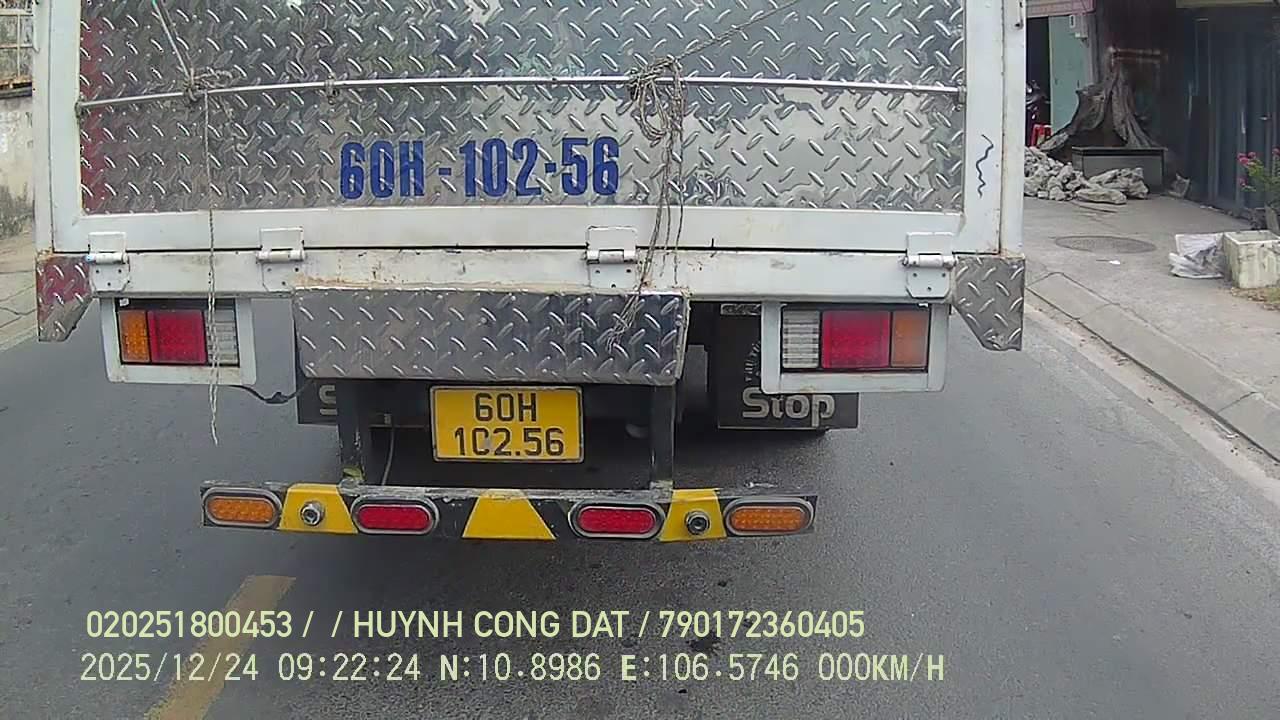 60H-102.56
60H
102.56
Stop
020251800453 / / HUYNH CONG DAT / 790172360405
2025/12/24 09:22:24 N:10.8986 E:106.5746 000KM/H